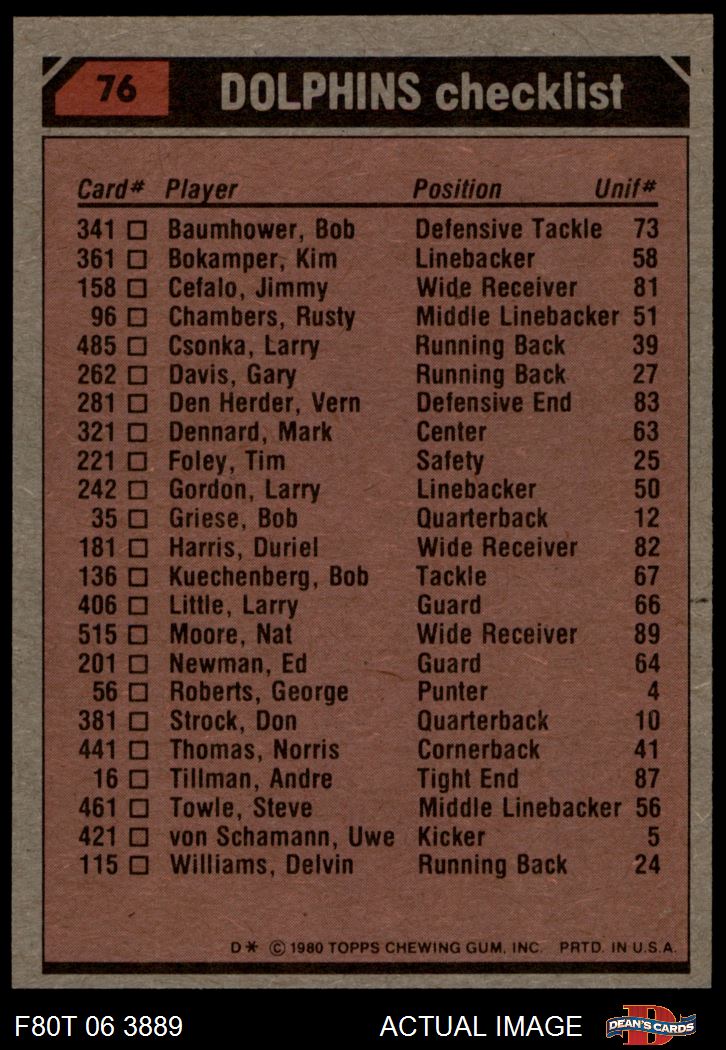 76 DOLPHINS checklist
Card# Player Position Unif#
341 □ Baumhower, Bob Defensive Tackle 73
361 □ Bokamper, Kim Linebacker 58
158 □ Cefalo, Jimmy Wide Receiver 81
96 □ Chambers, Rusty Middle Linebacker 51
485 □ Csonka, Larry Running Back 39
262 □ Davis, Gary Running Back 27
281 □ Den Herder, Vern Defensive End 83
321 □ Dennard, Mark Center 63
221 □ Foley, Tim Safety 25
242 □ Gordon, Larry Linebacker 50
35 □ Griese, Bob Quarterback 12
181 □ Harris, Duriel Wide Receiver 82
136 □ Kuechenberg, Bob Tackle 67
406 □ Little, Larry Guard 66
515 □ Moore, Nat Wide Receiver 89
201 □ Newman, Ed Guard 64
56 □ Roberts, George Punter 4
381 □ Strock, Don Quarterback 10
441 □ Thomas, Norris Cornerback 41
16 □ Tillman, Andre Tight End 87
461 □ Towle, Steve Middle Linebacker 56
421 □ von Schamann, Uwe Kicker 5
115 □ Williams, Delvin Running Back 24
D* © 1980 TOPPS CHEWING GUM, INC. PRTD. IN U.S.A.
F80T 06 3889 ACTUAL IMAGE D DEAN'S CARDS